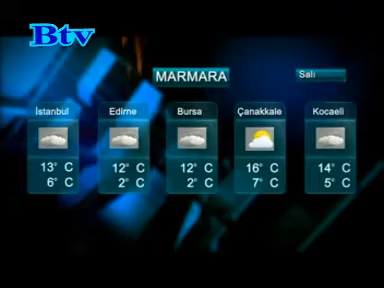 Btv
MARMARA
Salı
İstanbul
13° C
6° C
Edirne
12° C
2° C
Bursa
12° C
2° C
Çanakkale
16° C
7° C
Kocaeli
14° C
5° C